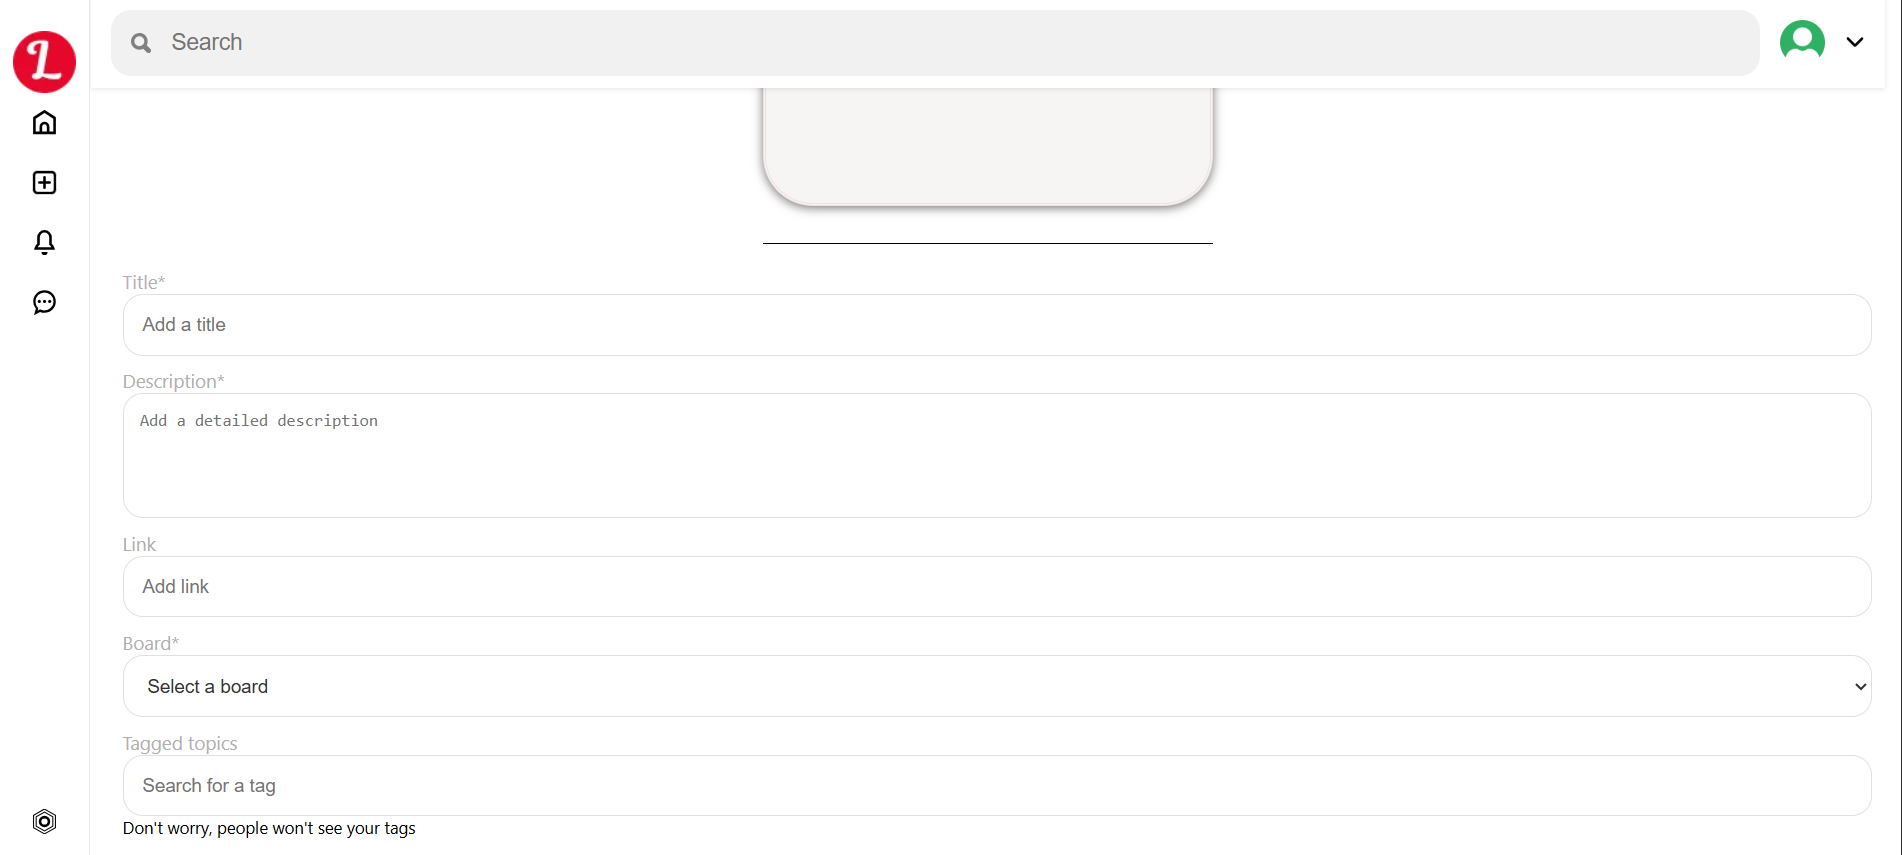 L
Search
Title*
Add a title
Description*
Add a detailed description
Link
Add link
Board*
Select a board
Tagged topics
Search for a tag
Don't worry, people won't see your tags